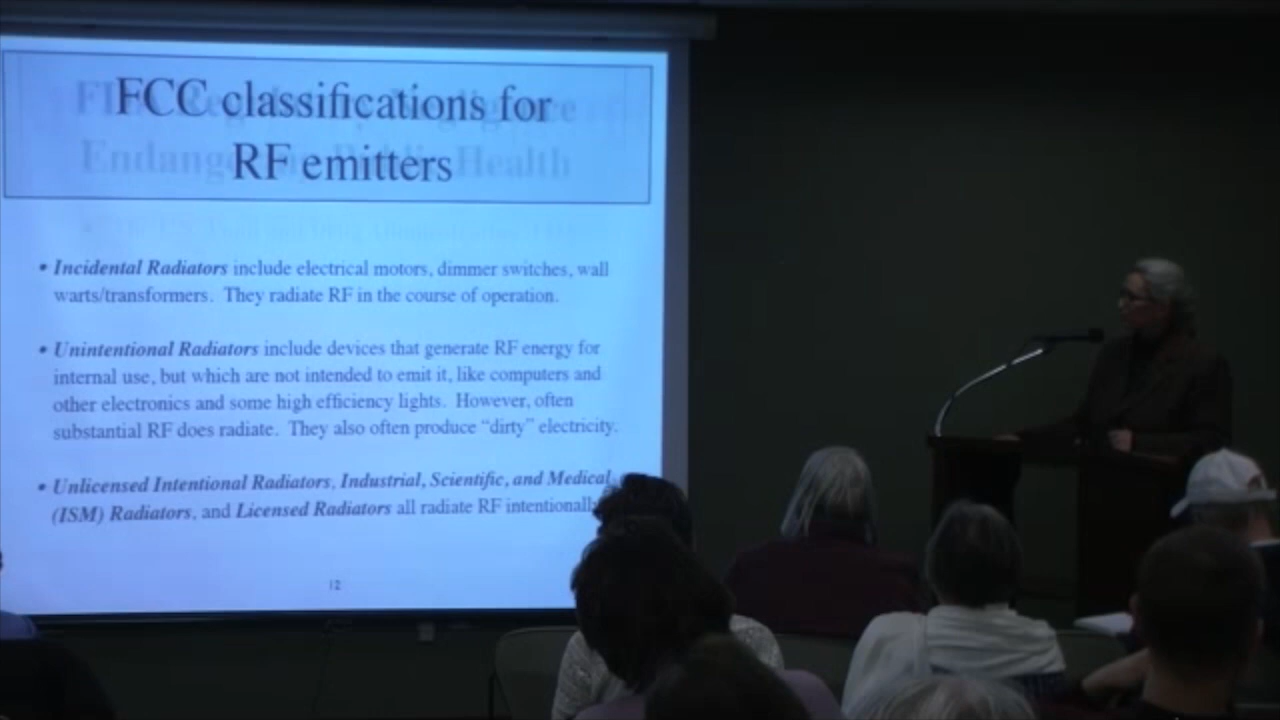 FCC classifications for
RF emitters
• Incidental Radiators include electrical motors, dimmer switches, wall
warts/transformers. They radiate RF in the course of operation.
• Unintentional Radiators include devices that generate RF energy for
internal use, but which are not intended to emit it, like computers and
other electronics and some high efficiency lights. However, often
substantial RF does radiate. They also often produce “dirty” electricity.
• Unlicensed Intentional Radiators, Industrial, Scientific, and Medical
(ISM) Radiators, and Licensed Radiators all radiate RF intentionally
12